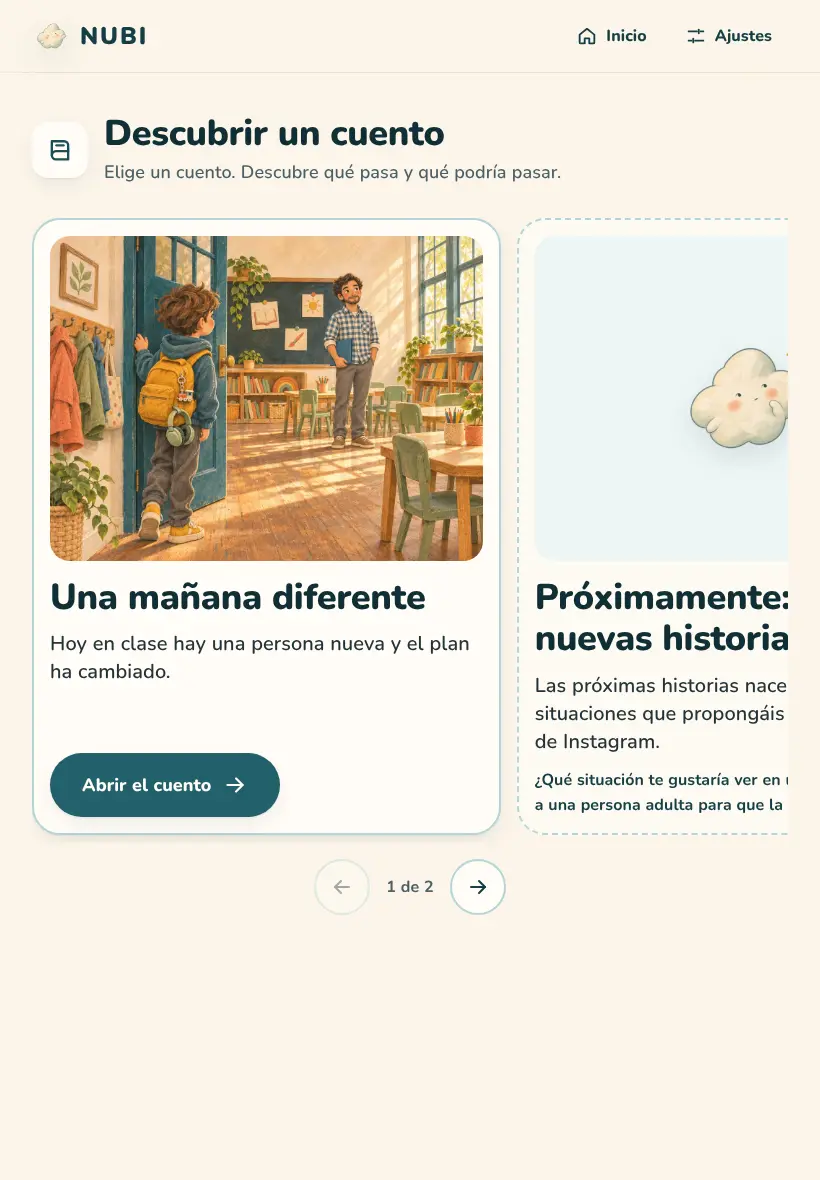 NUBI
Inicio
Ajustes
Descubrir un cuento
Elige un cuento. Descubre qué pasa y qué podría pasar.
Una mañana diferente
Hoy en clase hay una persona nueva y el plan
ha cambiado.
Abrir el cuento
Próximamente:
nuevas historia
Las próximas historias nace
situaciones que propongáis
de Instagram.
¿Qué situación te gustaría ver en
a una persona adulta para que la
1 de 2